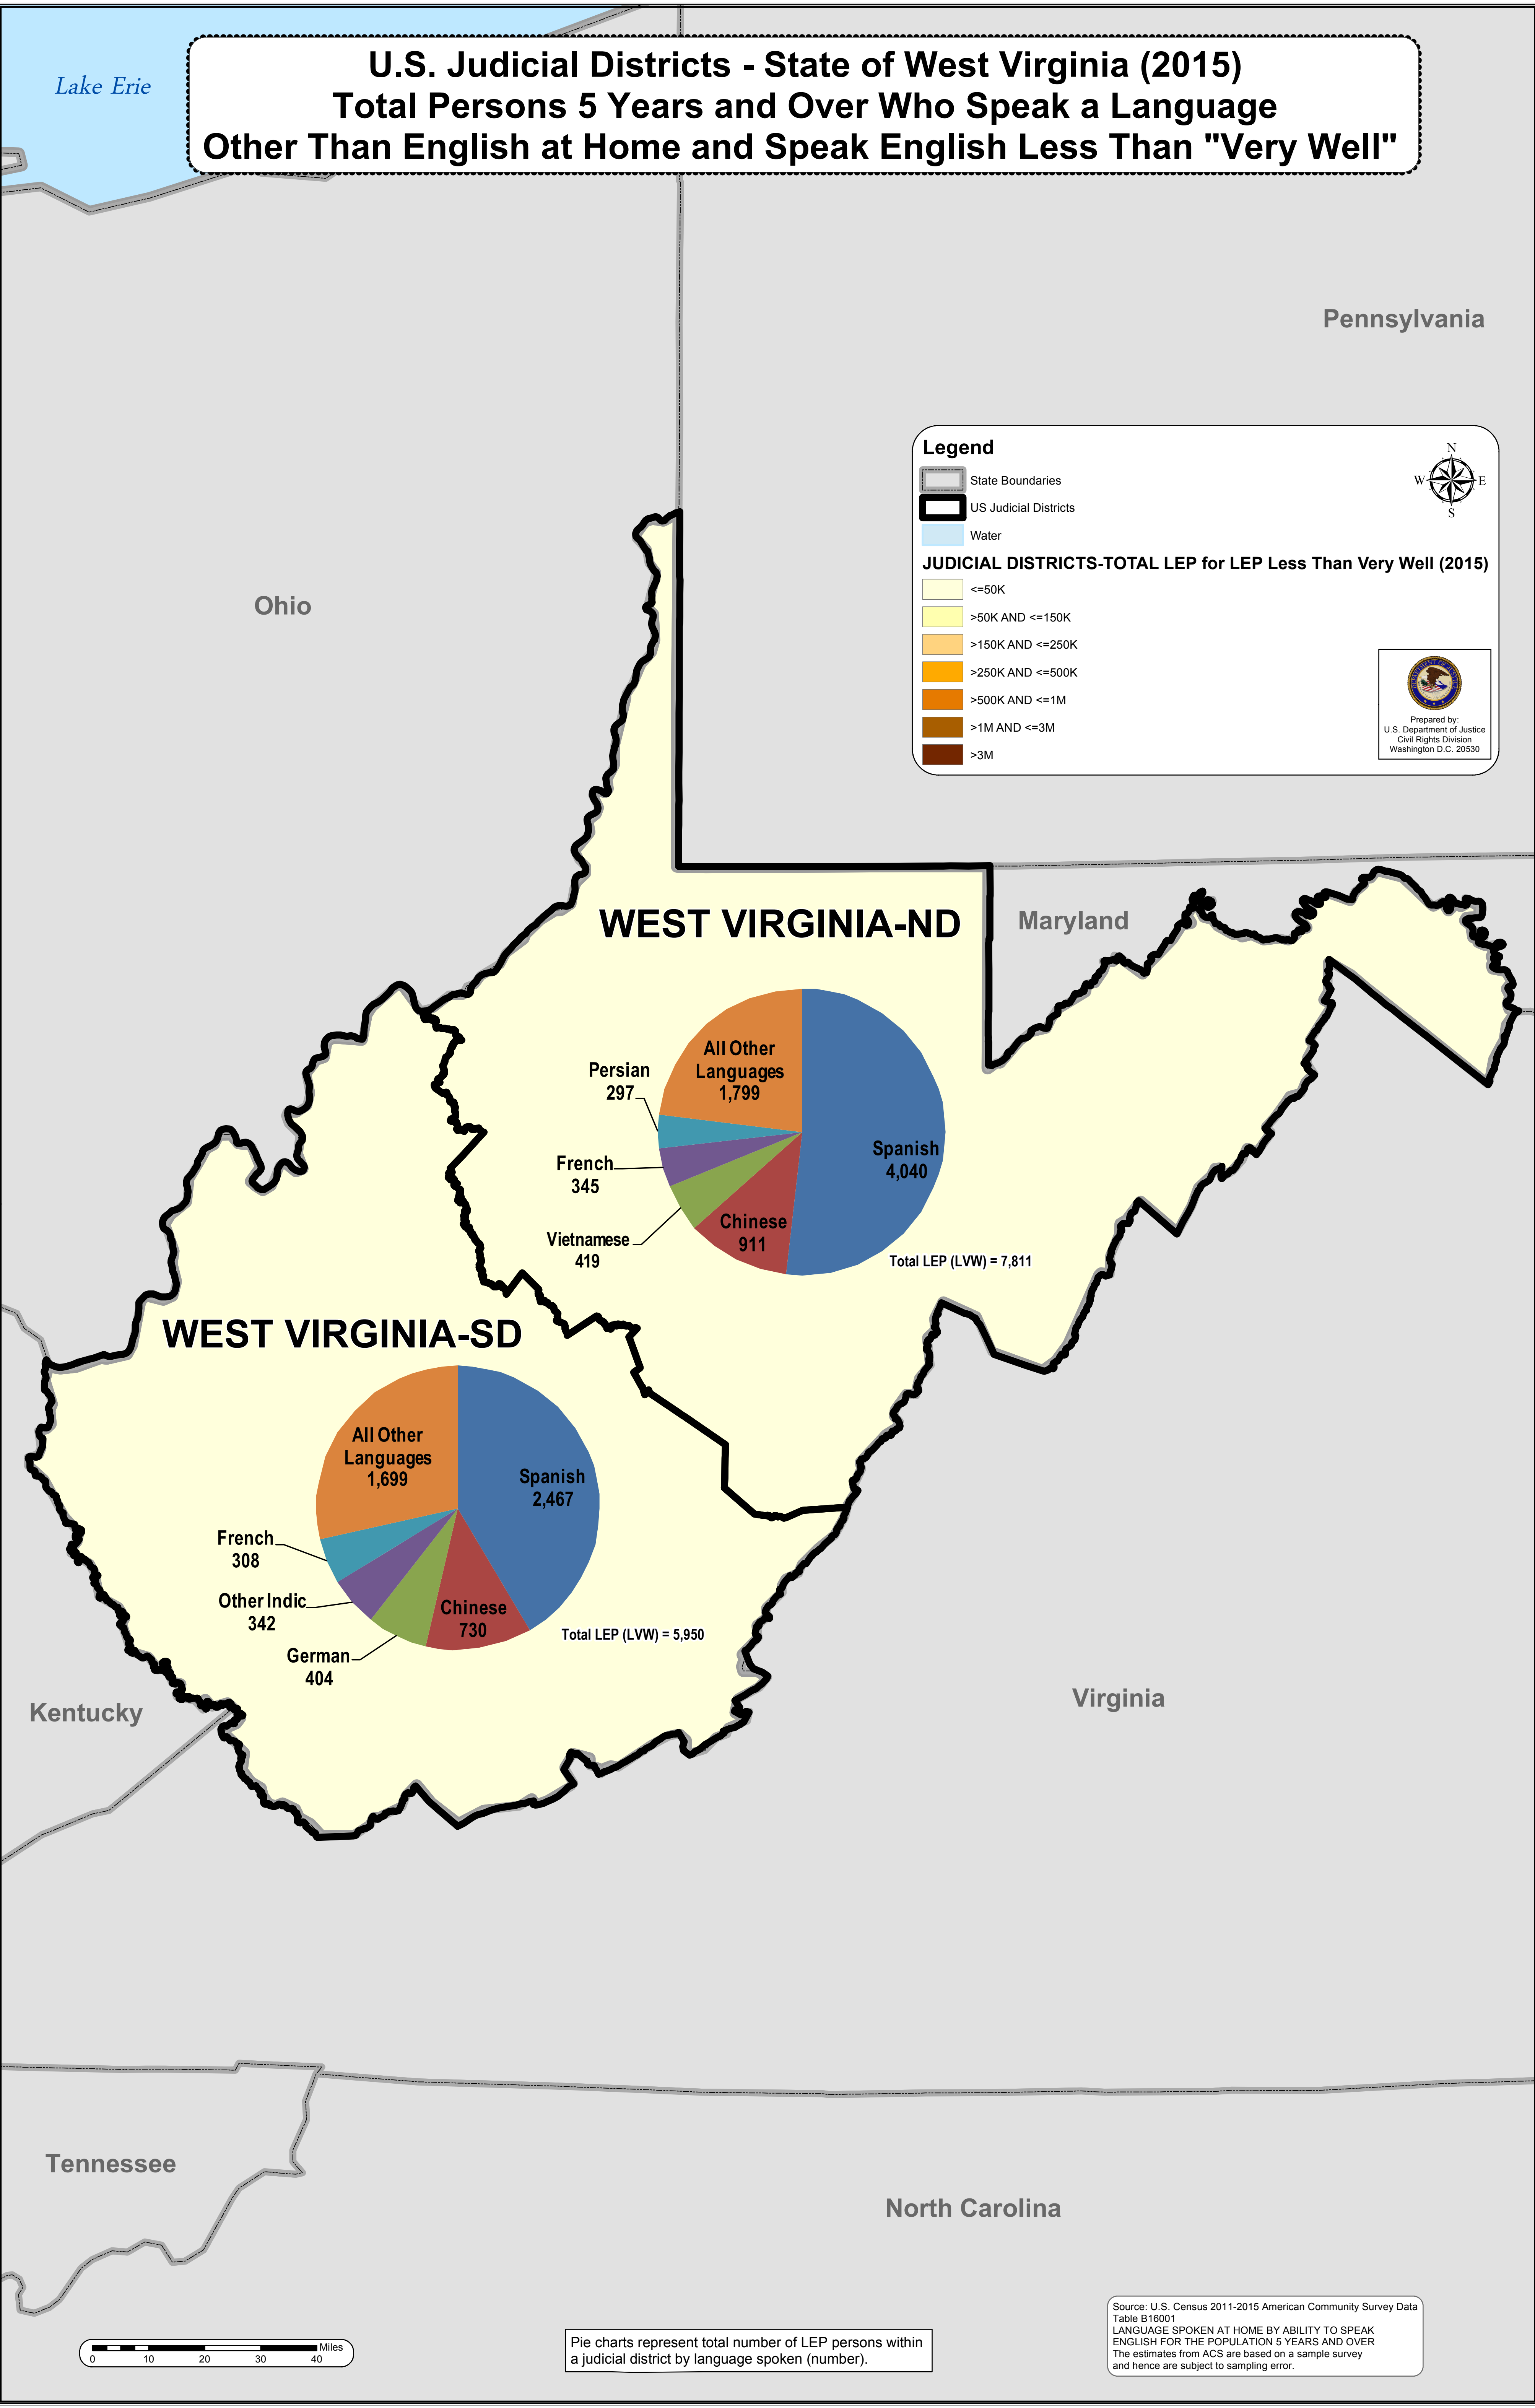 U.S. Judicial Districts - State of West Virginia (2015)
Total Persons 5 Years and Over Who Speak a Language
Other Than English at Home and Speak English Less Than "Very Well"
Lake Erie
Pennsylvania
Legend
N
W
E
S
State Boundaries
US Judicial Districts
Water
JUDICIAL DISTRICTS-TOTAL LEP for LEP Less Than Very Well (2015)
<=50K
>50K AND <=150K
>150K AND <=250K
>250K AND <=500K
>500K AND <=1M
>1M AND <=3M
>3M
Prepared by:
U.S. Department of Justice
Civil Rights Division
Washington D.C. 20530
Ohio
Maryland
WEST VIRGINIA-ND
All Other
Languages
1,799
Persian
297
French
345
Vietnamese
419
Chinese
911
Spanish
4,040
Total LEP (LVW) = 7,811
WEST VIRGINIA-SD
All Other
Languages
1,699
Spanish
2,467
French
308
Other Indic
342
German
404
Chinese
730
Total LEP (LVW) = 5,950
Kentucky
Virginia
Tennessee
North Carolina
Miles
0 10 20 30 40
Pie charts represent total number of LEP persons within
a judicial district by language spoken (number).
Source: U.S. Census 2011-2015 American Community Survey Data
Table B16001
LANGUAGE SPOKEN AT HOME BY ABILITY TO SPEAK
ENGLISH FOR THE POPULATION 5 YEARS AND OVER
The estimates from ACS are based on a sample survey
and hence are subject to sampling error.